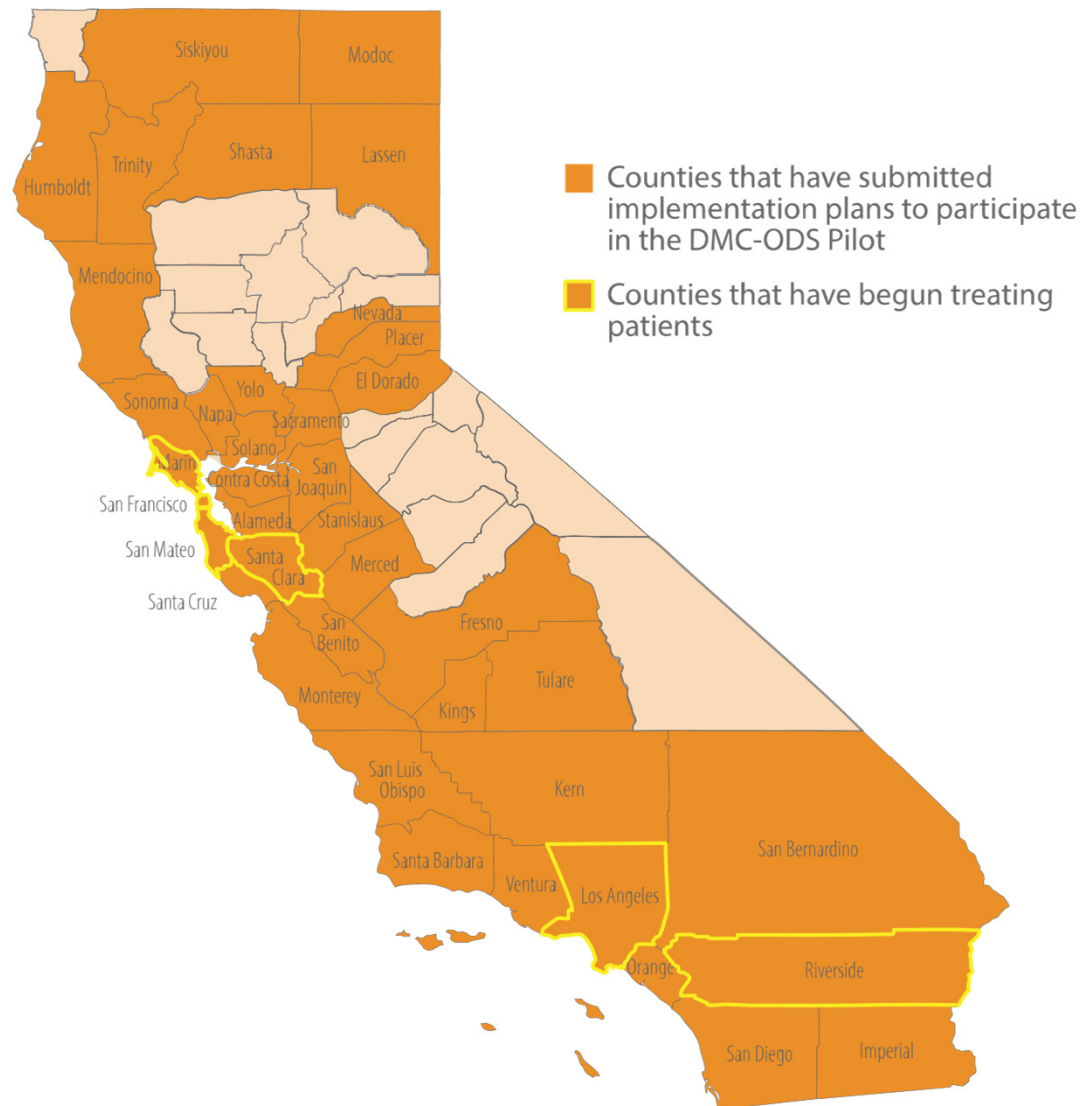 Siskiyou
Modoc
Humboldt
Trinity
Shasta
Lassen
Counties that have submitted
implementation plans to participate
in the DMC-ODS Pilot
Counties that have begun treating
patients
Mendocino
Nevada
Placer
El Dorado
Sonoma
Napa
Yolo
Sacramento
Solano
Marin
Contra Costa
San
Joaquin
San Francisco
Alameda
Stanislaus
San Mateo
Santa
Clara
Merced
Santa Cruz
San
Benito
Fresno
Monterey
Kings
Tulare
San Luis
Obispo
Kern
Santa Barbara
Ventura
Los Angeles
San Bernardino
Orange
Riverside
San Diego
Imperial